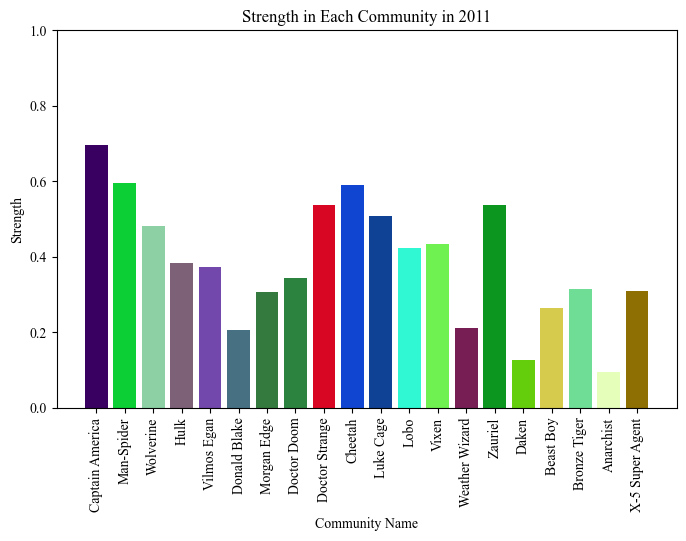 Strength in Each Community in 2011
1.0
0.8
0.6
0.4
0.2
0.0
Strength
Captain America
Man-Spider
Wolverine
Hulk
Vilmos Egan
Donald Blake
Morgan Edge
Doctor Doom
Doctor Strange
Cheetah
Luke Cage
Lobo
Vixen
Weather Wizard
Zauriel
Daken
Beast Boy
Bronze Tiger
Anarchist
X-5 Super Agent
Community Name